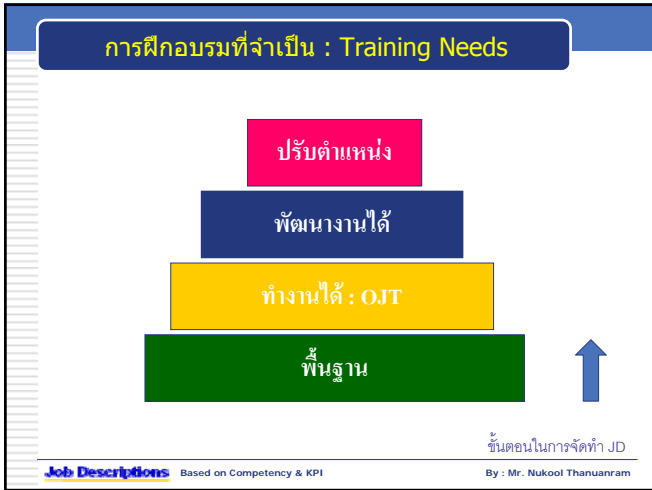 การฝึกอบรมที่จำเป็น : Training Needs
ปรับตำแหน่ง
พัฒนางานได้
ทำงานได้ : OJT
พื้นฐาน
ขั้นตอนในการจัดทำ JD
Job Descriptions Based on Competency & KPI By : Mr. Nukool Thanuanram